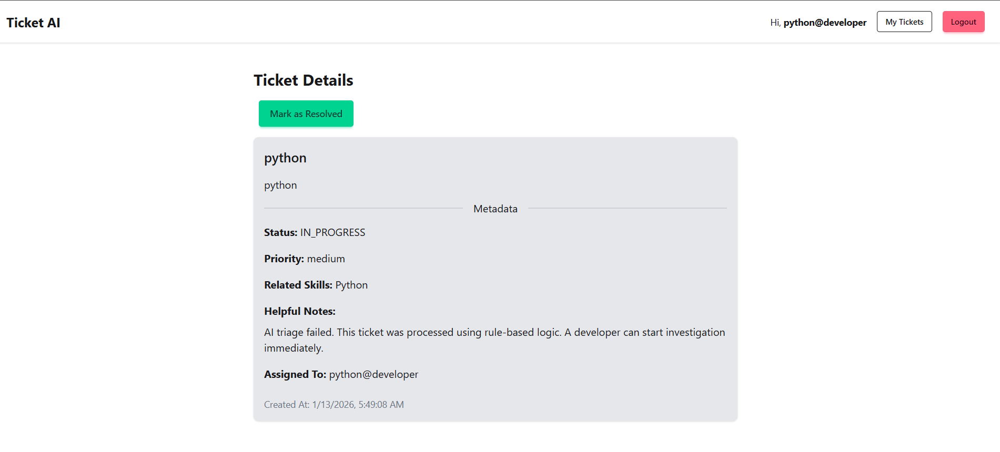 Ticket AI
Hi, python@developer
My Tickets
Logout
Ticket Details
Mark as Resolved
python
python
Metadata
Status: IN_PROGRESS
Priority: medium
Related Skills: Python
Helpful Notes:
AI triage failed. This ticket was processed using rule-based logic. A developer can start investigation
immediately.
Assigned To: python@developer
Created At: 1/13/2026, 5:49:08 AM